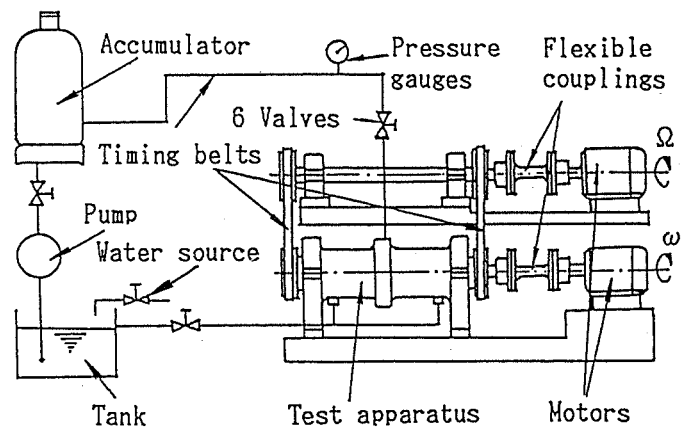 Accumulator
Pressure
gauges
Flexible
couplings
6 Valves
Ω
Timing belts
Pump
Water source
ω
Tank
Test apparatus
Motors